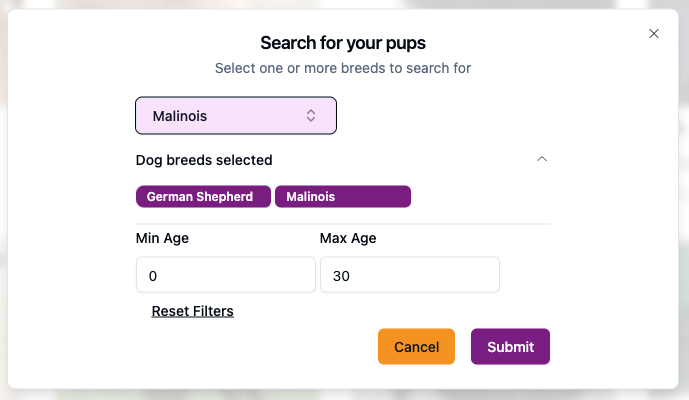 Search for your pups
Select one or more breeds to search for
Malinois
Dog breeds selected
German Shepherd Malinois
Min Age Max Age
0 30
Reset Filters
Cancel Submit